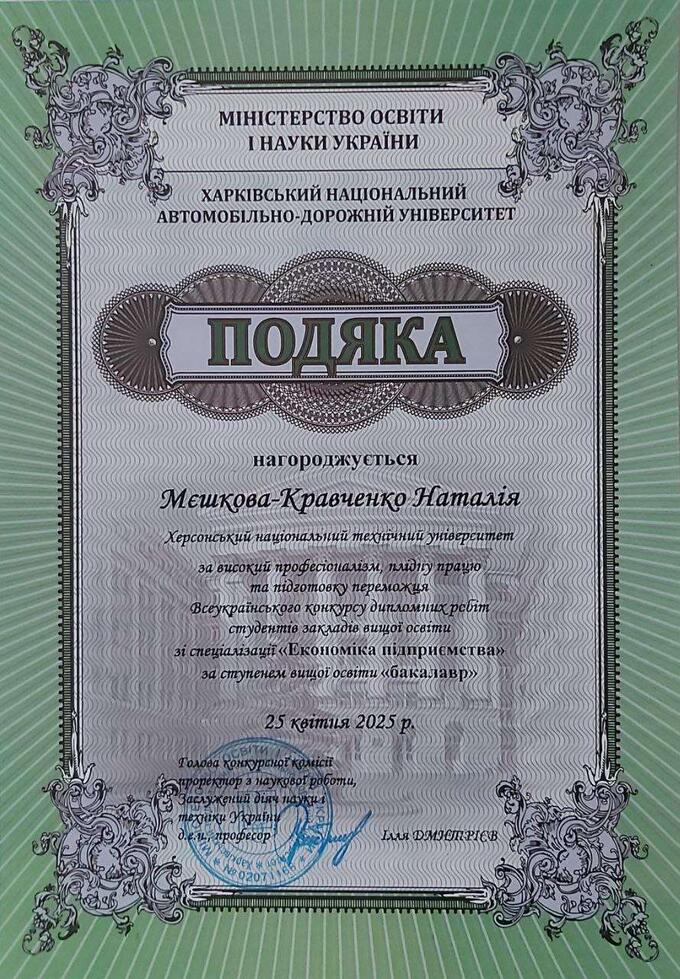 МІНІСТЕРСТВО ОСВІТИ
І НАУКИ УКРАЇНИ
ХАРКІВСЬКИЙ НАЦІОНАЛЬНИЙ
АВТОМОБІЛЬНО-ДОРОЖНІЙ УНІВЕРСИТЕТ
ПОДЯКА
нагороджується
Мєшкова-Кравченко Наталія
Херсонський національний технічний університет
за високий професіоналізм, плідну працю
та підготовку переможця
Всеукраїнського конкурсу дипломних робіт
студентів закладів вищої освіти
зі спеціалізації «Економіка підприємства»
за ступенем вищої освіти «бакалавр»
25 квітня 2025 р.
Голова конкурсної комісії
проректор з наукової роботи,
Заслужений діяч науки і
техніки України
д.е.н., професор Ілля ДМИТРІЄВ
ОСВІТИ І
№ 02071168